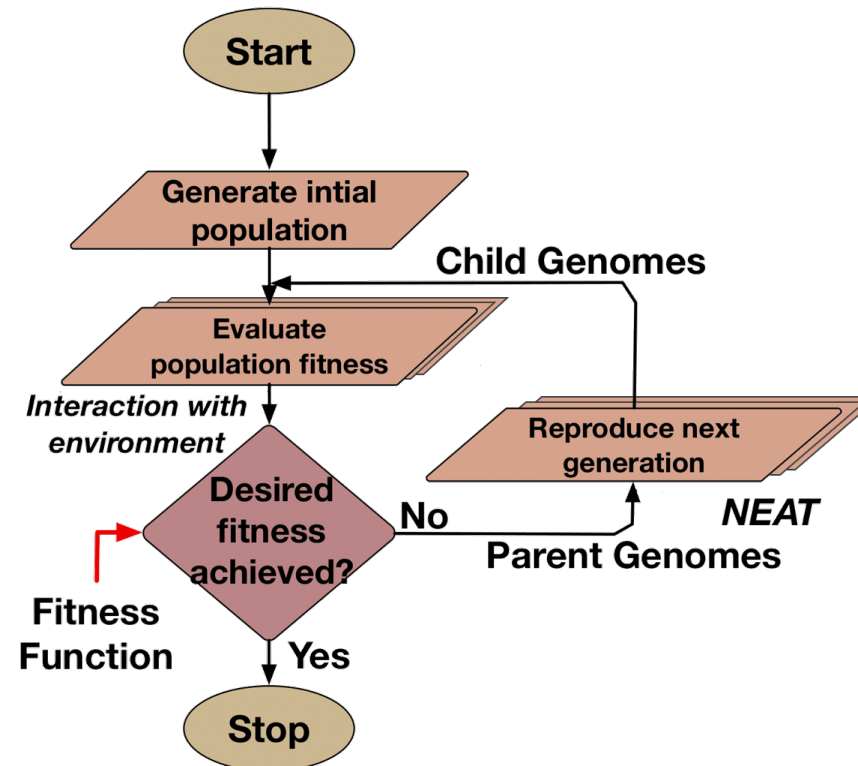 Start
Generate intial
population
Child Genomes
Evaluate
population fitness
Interaction with
environment
Reproduce next
generation
NEAT
Desired
fitness
achieved?
No
Parent Genomes
Fitness
Function
Yes
Stop